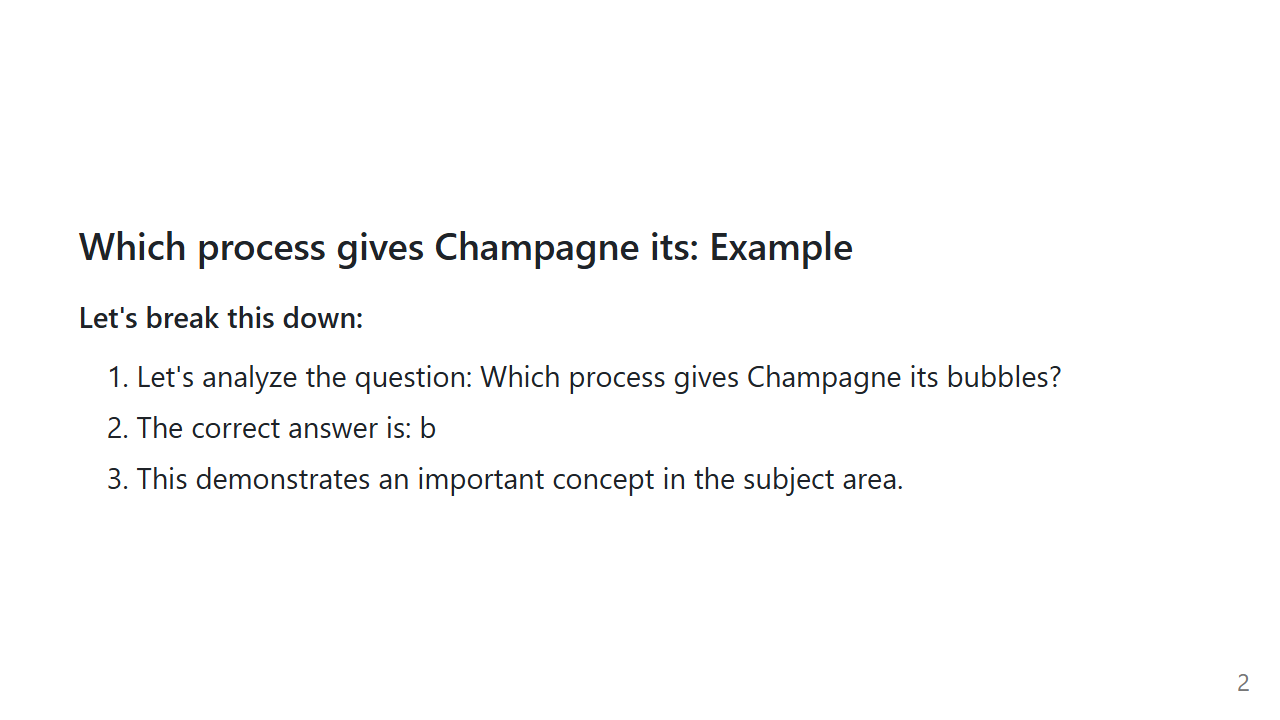 Which process gives Champagne its: Example
Let's break this down:
1. Let's analyze the question: Which process gives Champagne its bubbles?
2. The correct answer is: b
3. This demonstrates an important concept in the subject area.
2